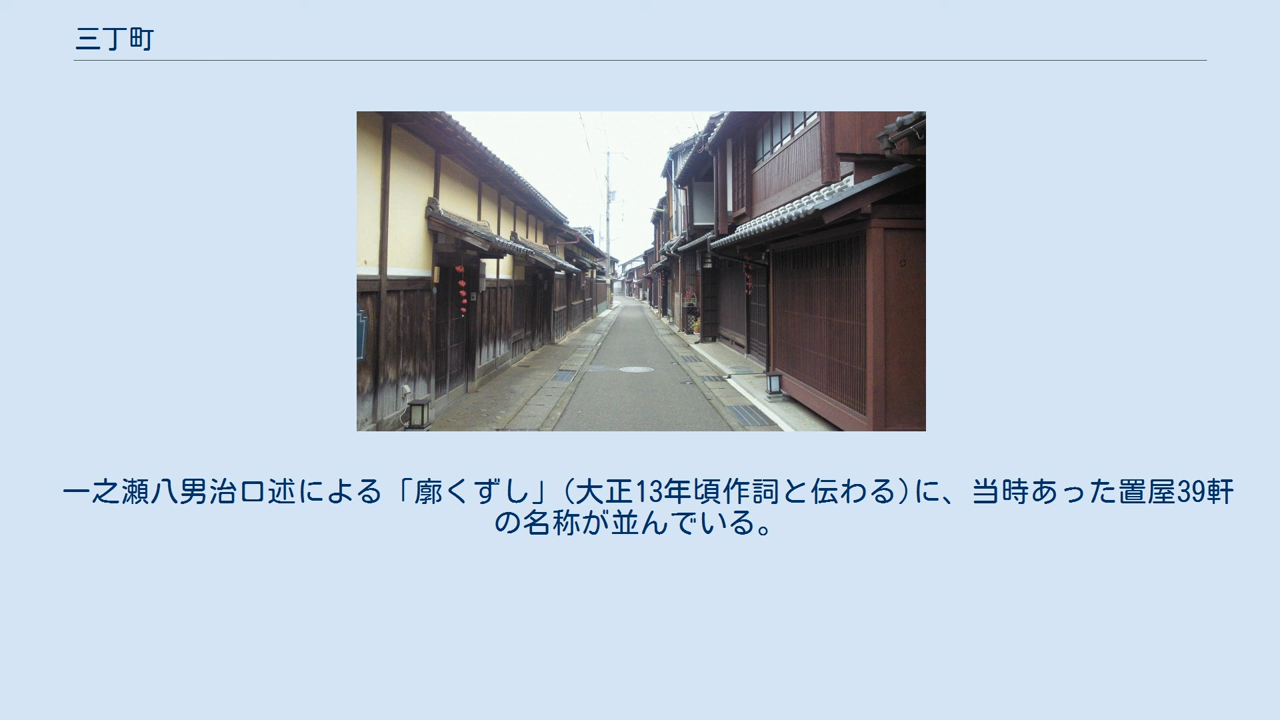 三丁町
一之瀬八男治口述による「廓くずし」(大正13年頃作詞と伝わる)に、当時あった置屋39軒
の名称が並んでいる。